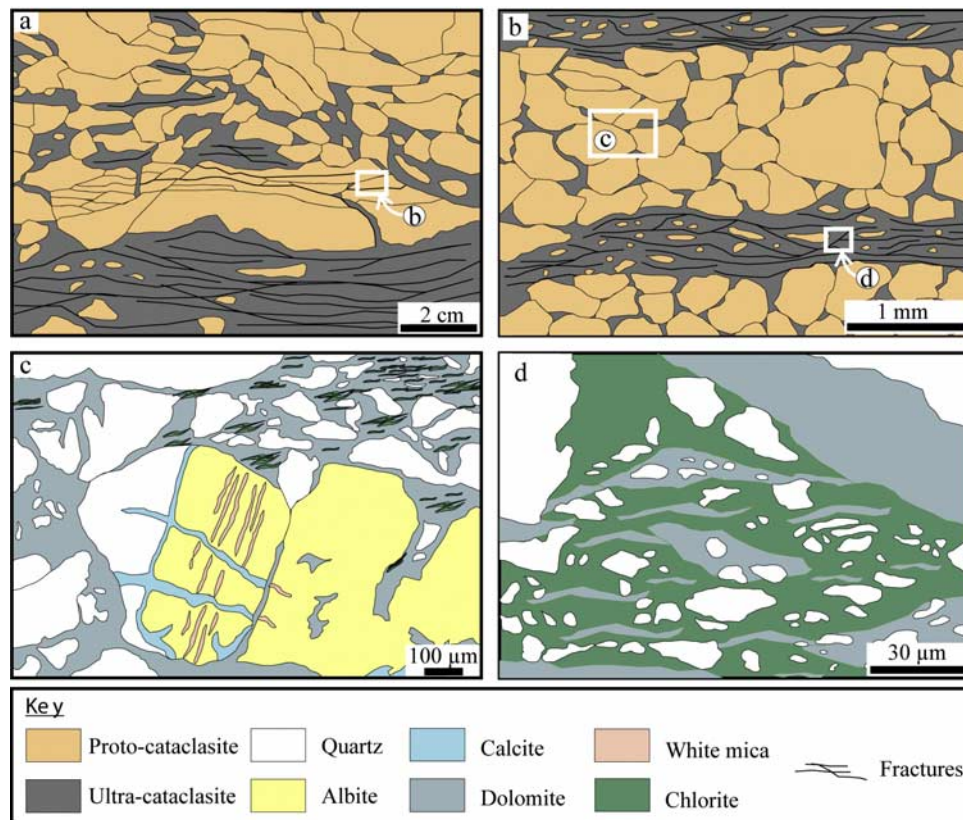 a
b
2 cm
b
c
d
1 mm
c
100 µm
d
30 µm
Key
Proto-cataclasite
Quartz
Calcite
White mica
Fractures
Ultra-cataclasite
Albite
Dolomite
Chlorite